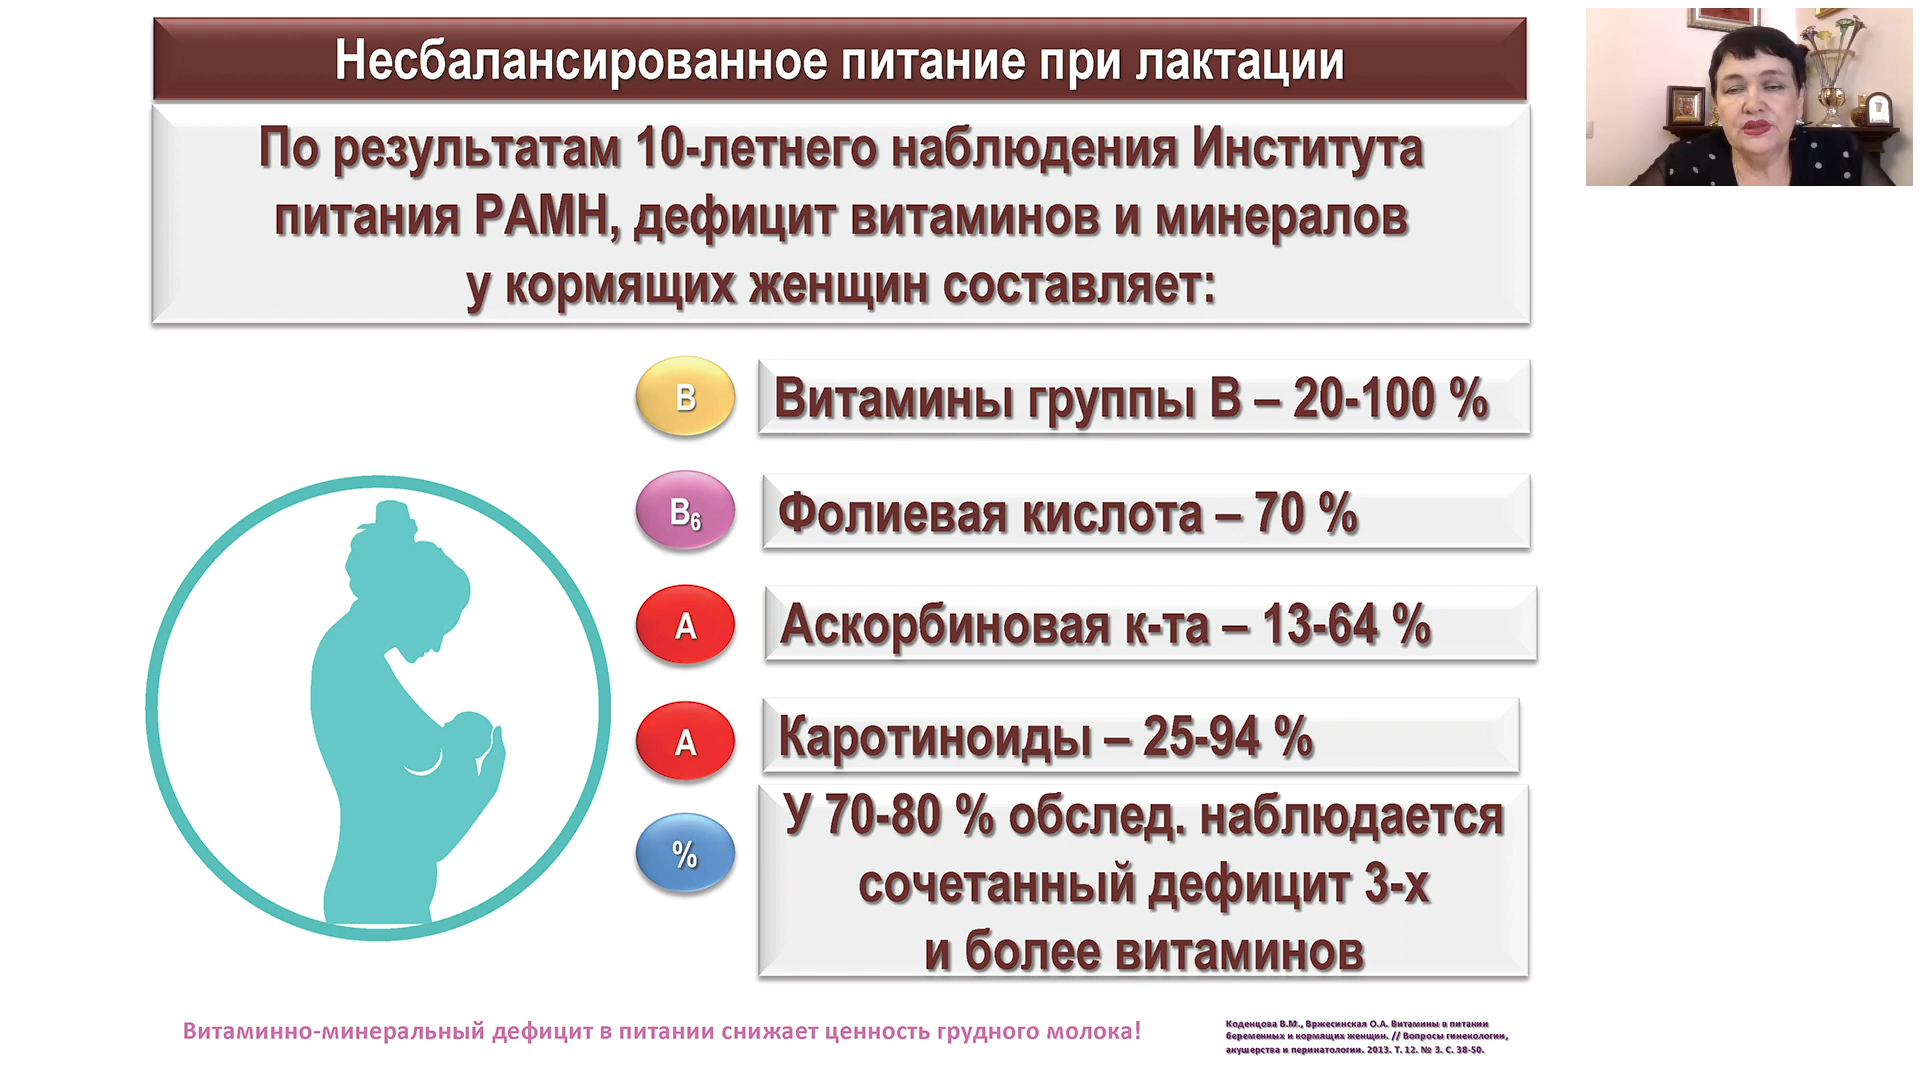 Несбалансированное питание при лактации
По результатам 10-летнего наблюдения Института
питания РАМН, дефицит витаминов и минералов
у кормящих женщин составляет:
B
Витамины группы В – 20-100 %
B₆
Фолиевая кислота – 70 %
A
Аскорбиновая к-та – 13-64 %
A
Каротиноиды – 25-94 %
%
У 70-80 % обслед. наблюдается
сочетанный дефицит 3-х
и более витаминов
Витаминно-минеральный дефицит в питании снижает ценность грудного молока!
Коденцова В.М., Вржесинская О.А. Витамины в питании
беременных и кормящих женщин. // Вопросы гинекологии,
акушерства и перинатологии. 2013. Т. 12. № 3. С. 38-50.